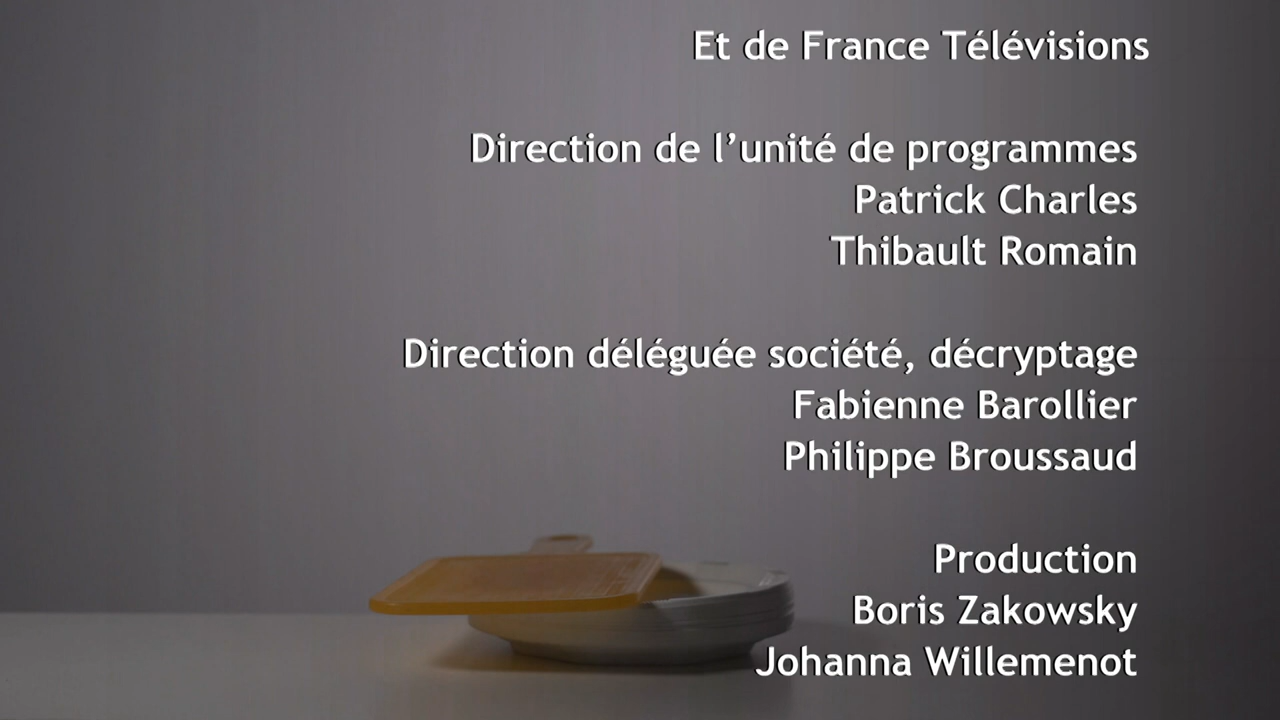 Et de France Télévisions
Direction de l’unité de programmes
Patrick Charles
Thibault Romain
Direction déléguée société, décryptage
Fabienne Barollier
Philippe Broussaud
Production
Boris Zakowsky
Johanna Willemenot